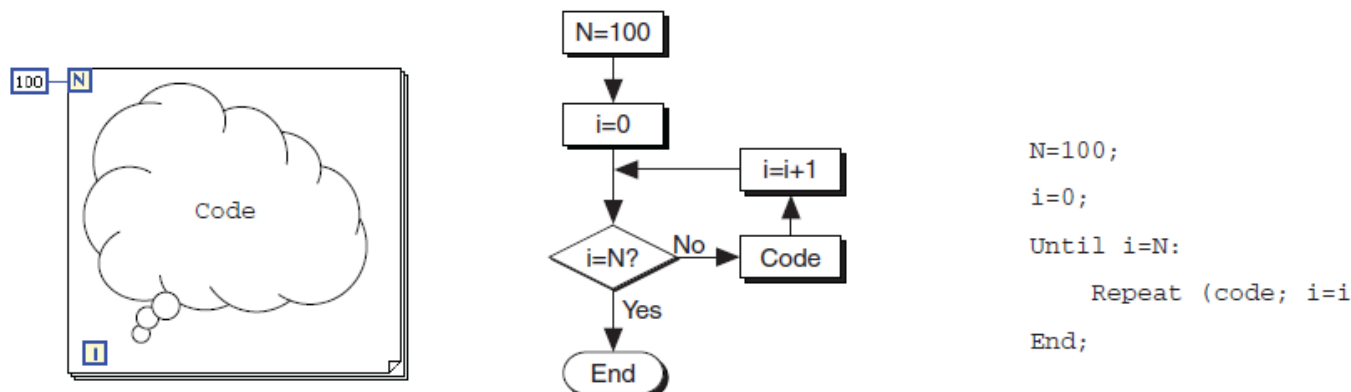 100
N
Code
i
N=100
i=0
i=i+1
i=N?
No
Code
Yes
End
N=100;
i=0;
Until i=N:
Repeat (code; i=i
End;